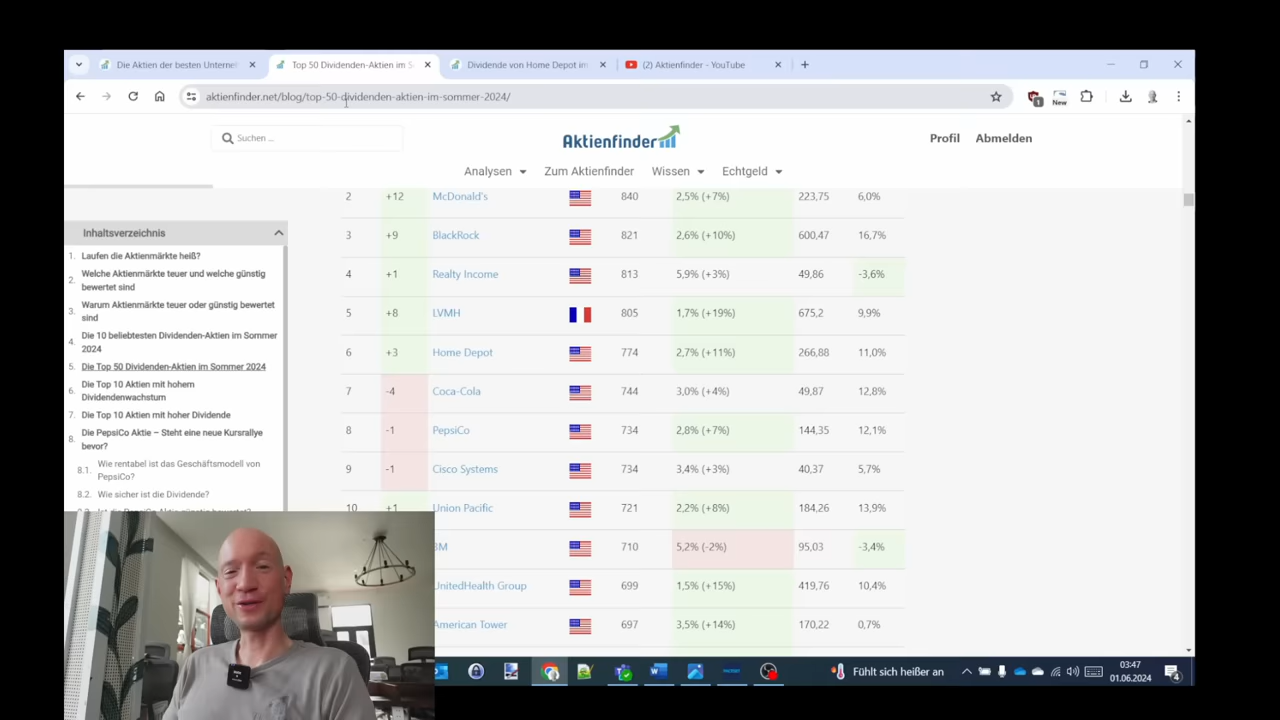 Die Aktien der besten Unterne
Top 50 Dividenden-Aktien im S
Dividende von Home Depot im
(2) Aktienfinder - YouTube
aktienfinder.net/blog/top-50-dividenden-aktien-im-sommer-2024/
1
New
Suchen ...
Aktienfinder
Profil
Abmelden
Analysen
Zum Aktienfinder
Wissen
Echtgeld
Inhaltsverzeichnis
1. Laufen die Aktienmärkte heiß?
2. Welche Aktienmärkte teuer und welche günstig
bewertet sind
3. Warum Aktienmärkte teuer oder günstig bewertet
sind
4. Die 10 beliebtesten Dividenden-Aktien im Sommer
2024
5. Die Top 50 Dividenden-Aktien im Sommer 2024
6. Die Top 10 Aktien mit hohem
Dividendenwachstum
7. Die Top 10 Aktien mit hoher Dividende
8. Die PepsiCo Aktie – Steht eine neue Kursrallye
bevor?
8.1. Wie rentabel ist das Geschäftsmodell von
PepsiCo?
8.2. Wie sicher ist die Dividende?
2 +12 McDonald's 840 2,5% (+7%) 223,75 6,0%
3 +9 BlackRock 821 2,6% (+10%) 600,47 16,7%
4 +1 Realty Income 813 5,9% (+3%) 49,86 -3,6%
5 +8 LVMH 805 1,7% (+19%) 675,2 9,9%
6 +3 Home Depot 774 2,7% (+11%) 266,88 11,0%
7 -4 Coca-Cola 744 3,0% (+4%) 49,87 12,8%
8 -1 PepsiCo 734 2,8% (+7%) 144,35 12,1%
9 -1 Cisco Systems 734 3,4% (+3%) 40,37 5,7%
10 +1 Union Pacific 721 2,2% (+8%) 184,26 13,9%
3M 710 5,2% (-2%) 95,03 -3,4%
UnitedHealth Group 699 1,5% (+15%) 419,76 10,4%
American Tower 697 3,5% (+14%) 170,22 0,7%
Fühlt sich heißer an
03:47
01.06.2024
4